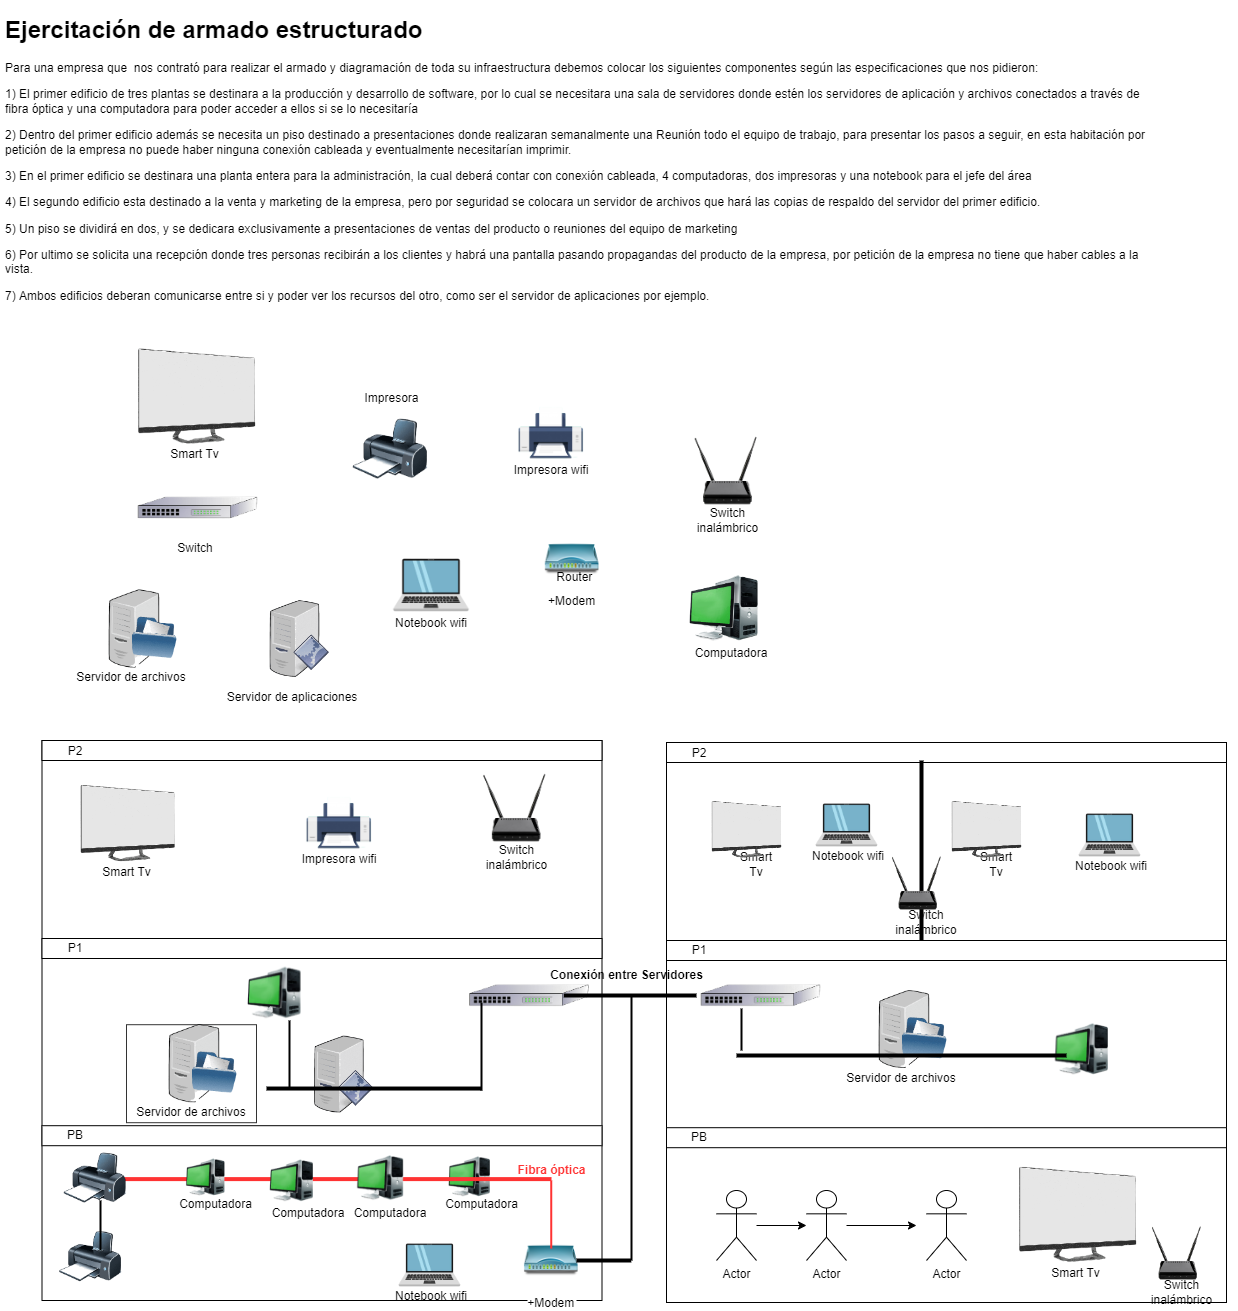 Ejercitación de armado estructurado
Para una empresa que  nos contrató para realizar el armado y diagramación de toda su infraestructura debemos colocar los siguientes componentes según las especificaciones que nos pidieron:
1) El primer edificio de tres plantas se destinara a la producción y desarrollo de software, por lo cual se necesitara una sala de servidores donde estén los servidores de aplicación y archivos conectados a través de
fibra óptica y una computadora para poder acceder a ellos si se lo necesitaría
2) Dentro del primer edificio además se necesita un piso destinado a presentaciones donde realizaran semanalmente una Reunión todo el equipo de trabajo, para presentar los pasos a seguir, en esta habitación por
petición de la empresa no puede haber ninguna conexión cableada y eventualmente necesitarían imprimir.
3) En el primer edificio se destinara una planta entera para la administración, la cual deberá contar con conexión cableada, 4 computadoras, dos impresoras y una notebook para el jefe del área
4) El segundo edificio esta destinado a la venta y marketing de la empresa, pero por seguridad se colocara un servidor de archivos que hará las copias de respaldo del servidor del primer edificio.
5) Un piso se dividirá en dos, y se dedicara exclusivamente a presentaciones de ventas del producto o reuniones del equipo de marketing
6) Por ultimo se solicita una recepción donde tres personas recibirán a los clientes y habrá una pantalla pasando propagandas del producto de la empresa, por petición de la empresa no tiene que haber cables a la
vista.
7) Ambos edificios deberan comunicarse entre si y poder ver los recursos del otro, como ser el servidor de aplicaciones por ejemplo.
Impresora
Smart Tv
Impresora wifi
Switch
inalámbrico
Switch
Router
+Modem
Notebook wifi
Computadora
Servidor de archivos
Servidor de aplicaciones
P2
Smart Tv
Impresora wifi
Switch
inalámbrico
P2
Smart
Tv
Notebook wifi
Smart
Tv
Notebook wifi
Switch
inalámbrico
P1
Conexión entre Servidores
Servidor de archivos
P1
Servidor de archivos
PB
Fibra óptica
Computadora
Computadora
Computadora
Computadora
Notebook wifi
+Modem
PB
Actor
Actor
Actor
Smart Tv
Switch
inalámbrico